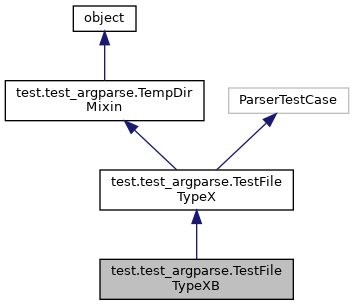 object
test.test_argparse.TempDir
Mixin
ParserTestCase
test.test_argparse.TestFile
TypeX
test.test_argparse.TestFile
TypeXB